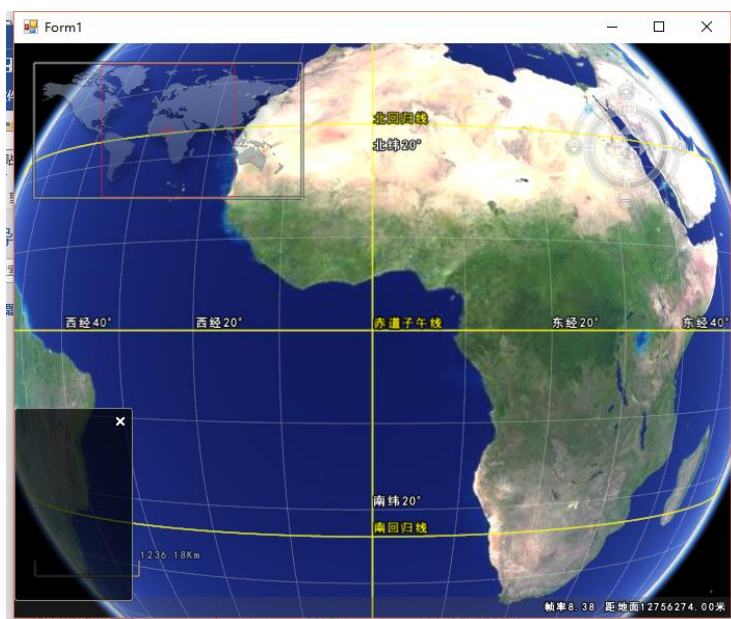 Form1
北回归线
北纬20°
西经40° 西经20° 赤道子午线 东经20° 东经40°
南纬20°
南回归线
1236.18Km
帧率8.38 距地面12756274.00米